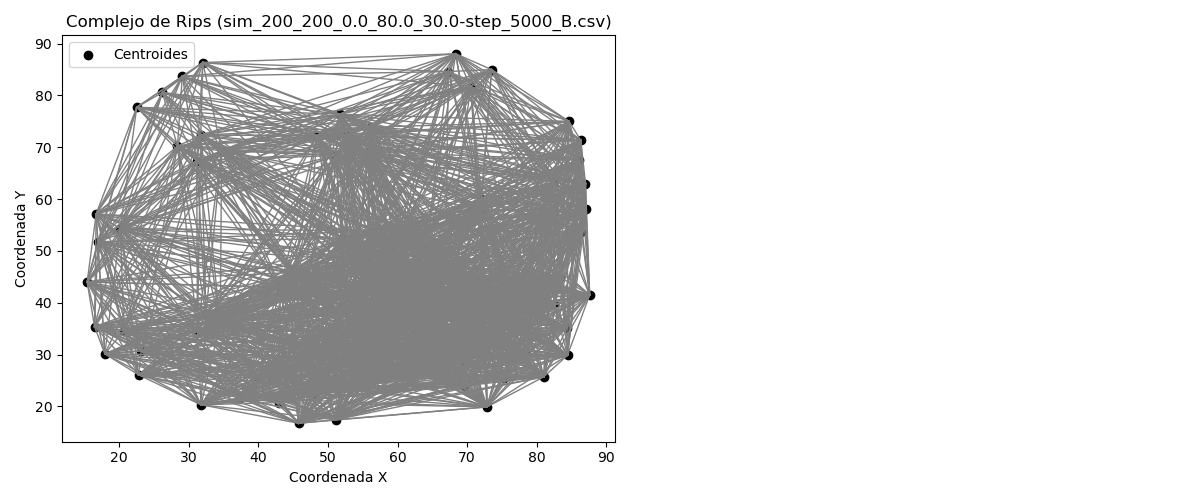 Complejo de Rips (sim_200_200_0.0_80.0_30.0-step_5000_B.csv)
Centroides
90
80
70
60
50
40
30
20
Coordenada Y
20 30 40 50 60 70 80 90
Coordenada X